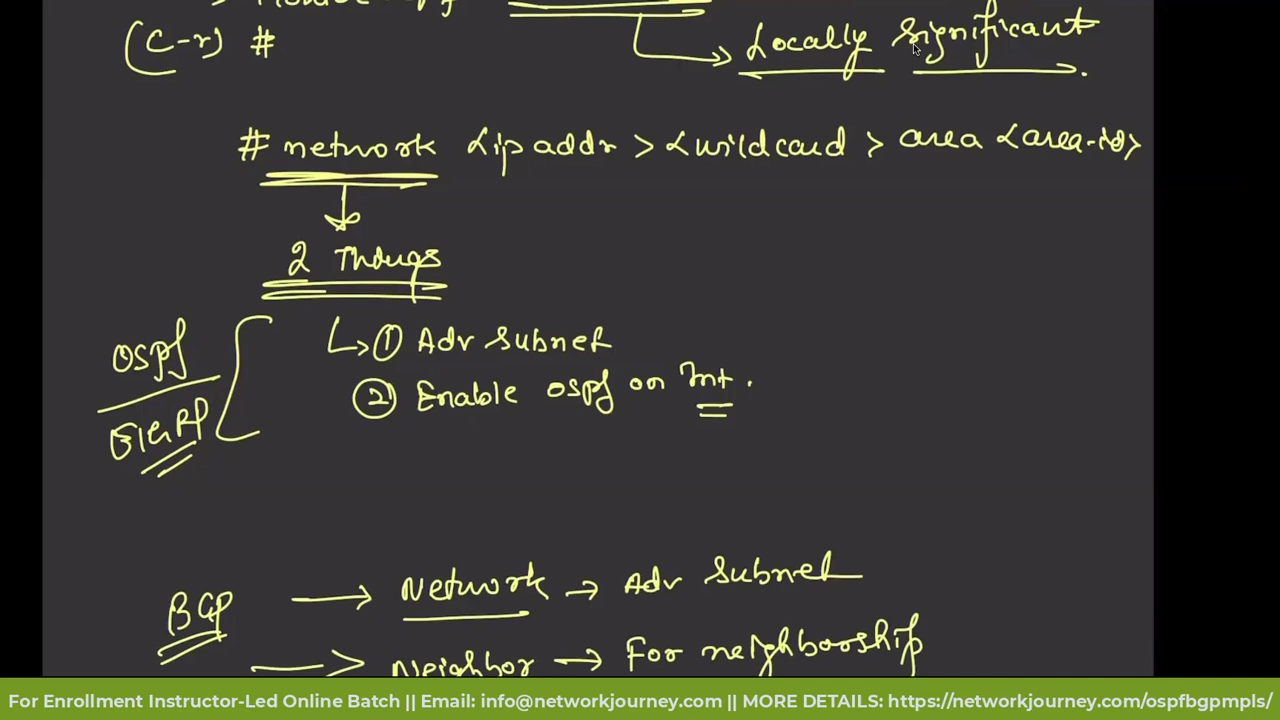 (C-r) #
Locally Significant
# network <ip addr> <wildcard> area <area-id>
2 Things
OSPF
EIGRP
① Adv Subnet
② Enable OSPF on Int.
BGP
Network → Adv Subnet
Neighbor → For neighborship
For Enrollment Instructor-Led Online Batch || Email: info@networkjourney.com || MORE DETAILS: https://networkjourney.com/ospfbgpmpls/